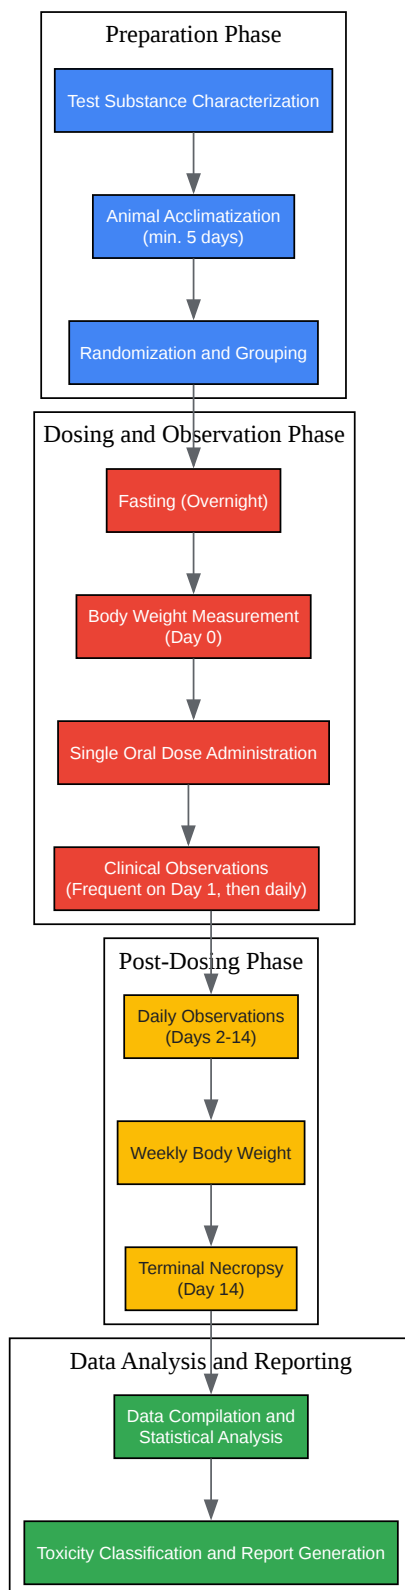 Preparation Phase
Test Substance Characterization
Animal Acclimatization
(min. 5 days)
Randomization and Grouping
Dosing and Observation Phase
Fasting (Overnight)
Body Weight Measurement
(Day 0)
Single Oral Dose Administration
Clinical Observations
(Frequent on Day 1, then daily)
Post-Dosing Phase
Daily Observations
(Days 2-14)
Weekly Body Weight
Terminal Necropsy
(Day 14)
Data Analysis and Reporting
Data Compilation and
Statistical Analysis
Toxicity Classification and Report Generation